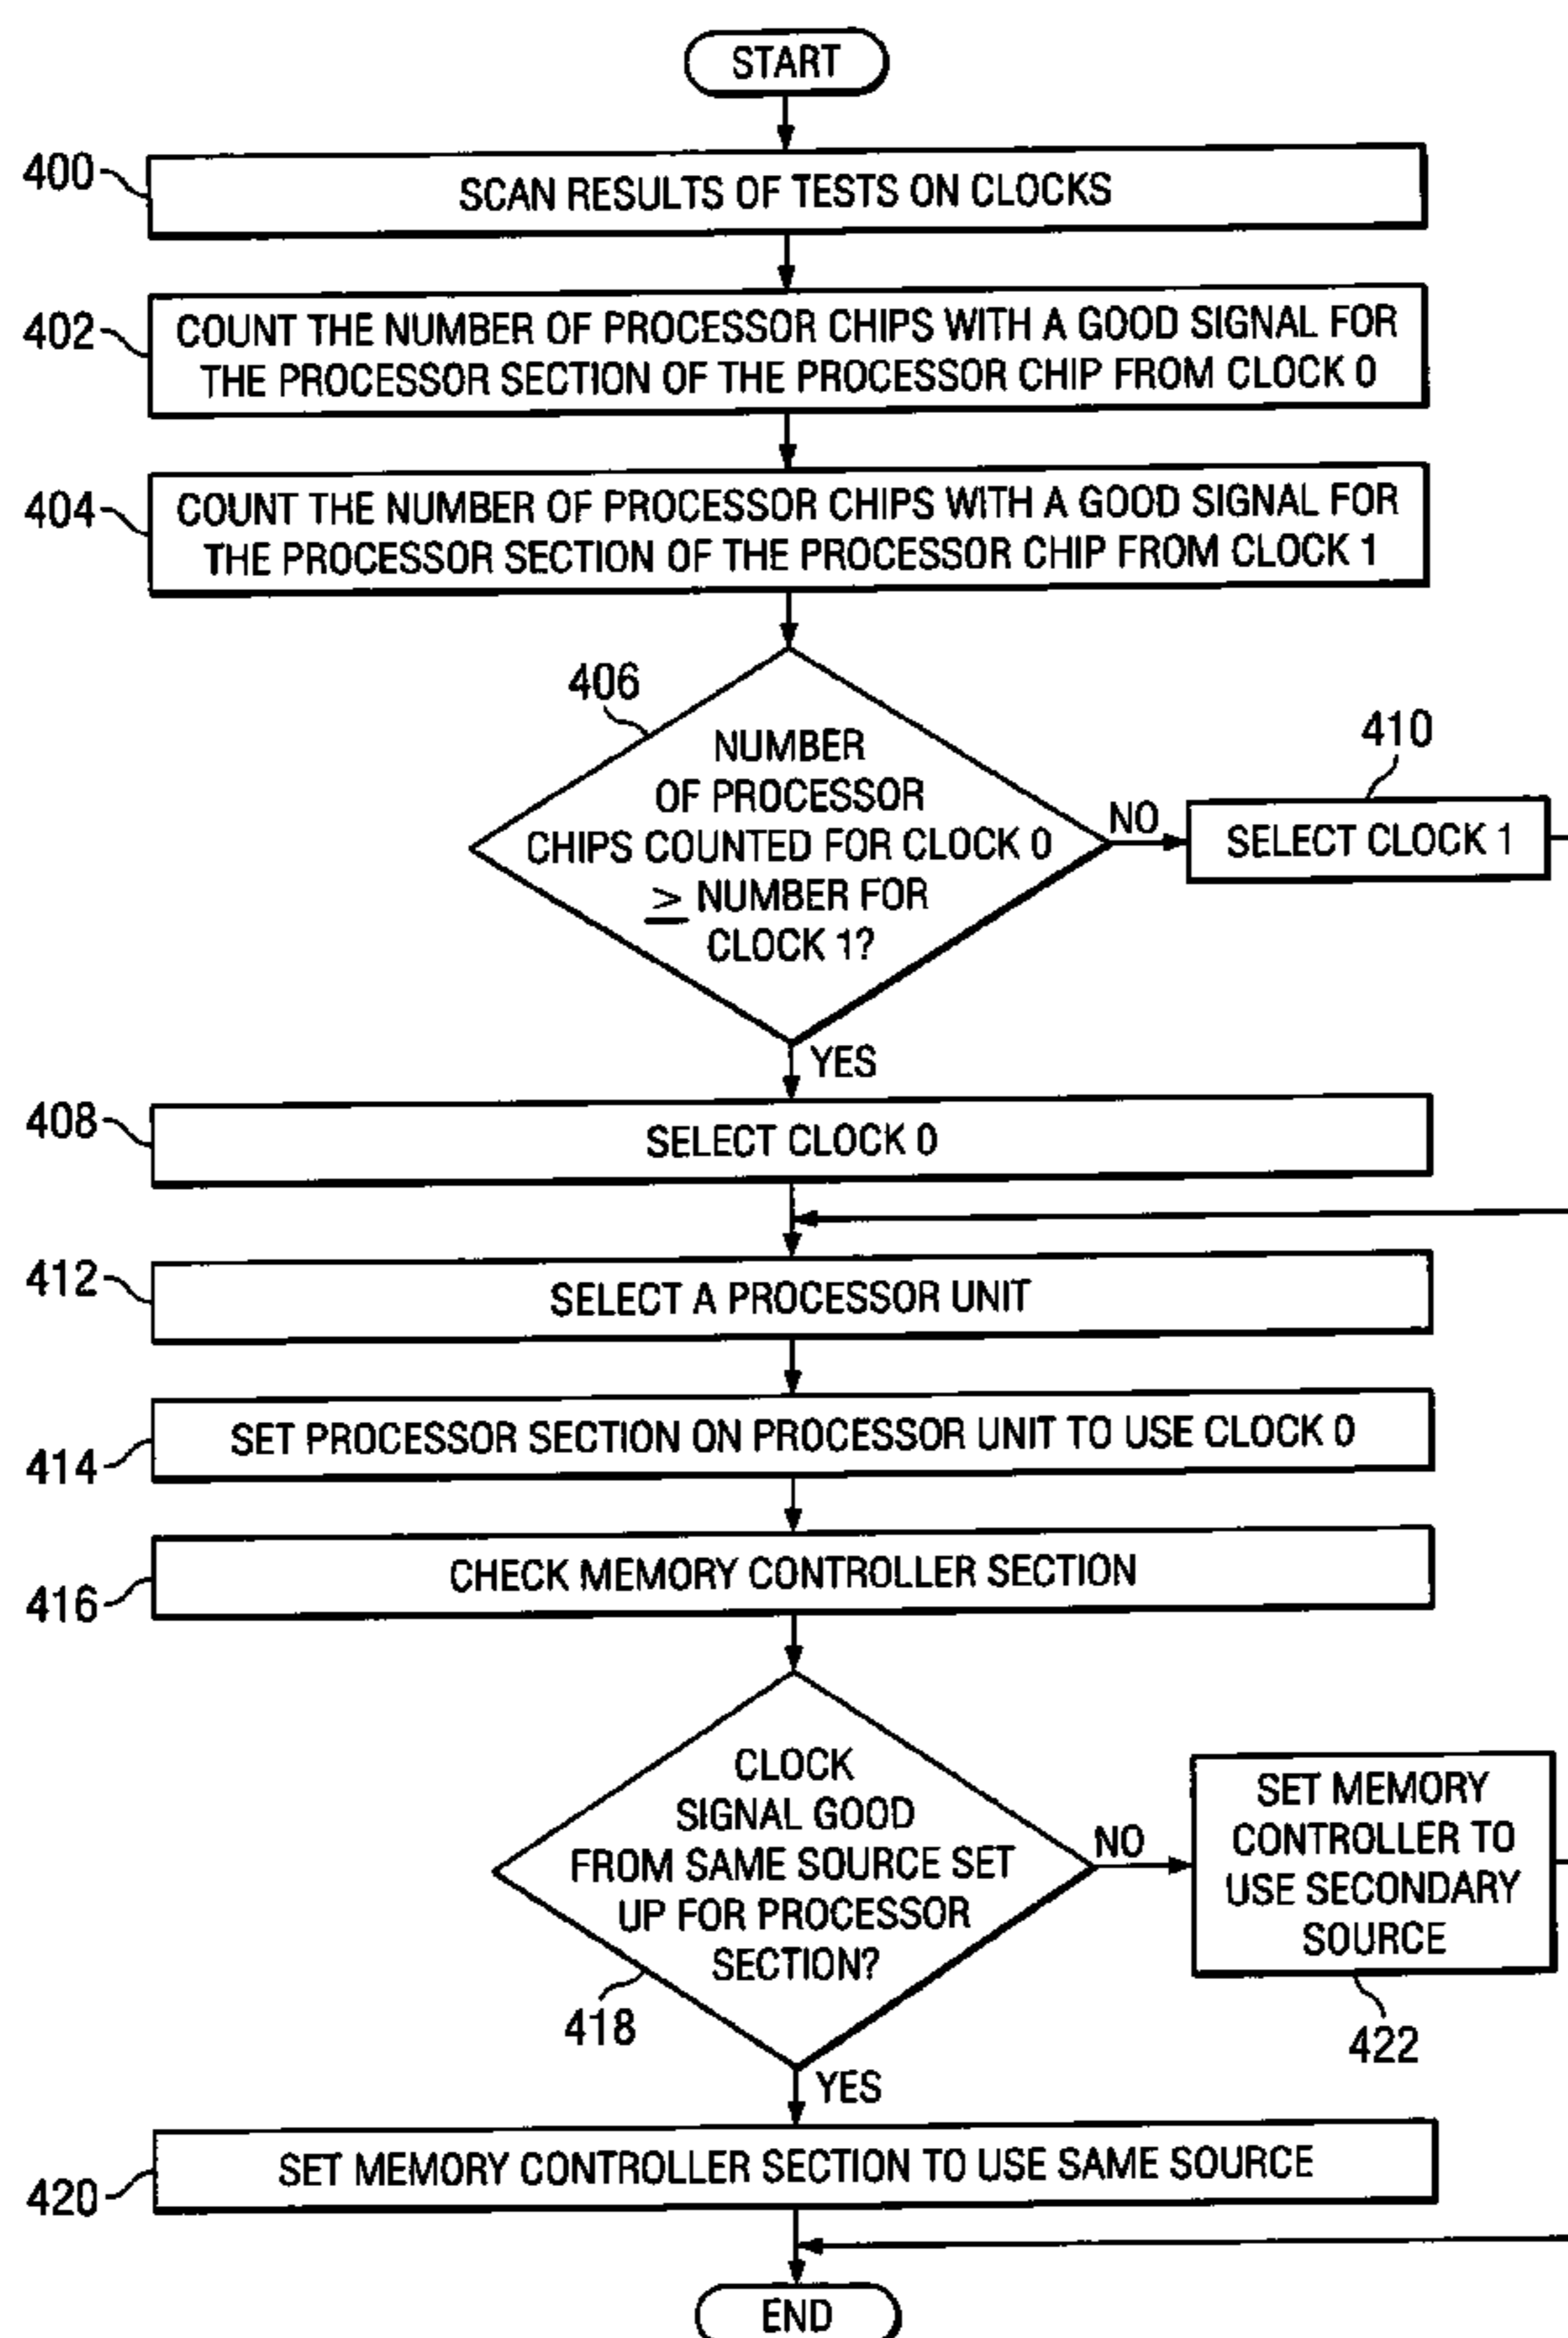 START
400
SCAN RESULTS OF TESTS ON CLOCKS
402
COUNT THE NUMBER OF PROCESSOR CHIPS WITH A GOOD SIGNAL FOR
THE PROCESSOR SECTION OF THE PROCESSOR CHIP FROM CLOCK 0
404
COUNT THE NUMBER OF PROCESSOR CHIPS WITH A GOOD SIGNAL FOR
THE PROCESSOR SECTION OF THE PROCESSOR CHIP FROM CLOCK 1
406
NUMBER
OF PROCESSOR
CHIPS COUNTED FOR CLOCK 0
≥ NUMBER FOR
CLOCK 1?
NO
410
SELECT CLOCK 1
YES
408
SELECT CLOCK 0
412
SELECT A PROCESSOR UNIT
414
SET PROCESSOR SECTION ON PROCESSOR UNIT TO USE CLOCK 0
416
CHECK MEMORY CONTROLLER SECTION
CLOCK
SIGNAL GOOD
FROM SAME SOURCE SET
UP FOR PROCESSOR
SECTION?
418
NO
SET MEMORY
CONTROLLER TO
USE SECONDARY
SOURCE
422
YES
420
SET MEMORY CONTROLLER SECTION TO USE SAME SOURCE
END